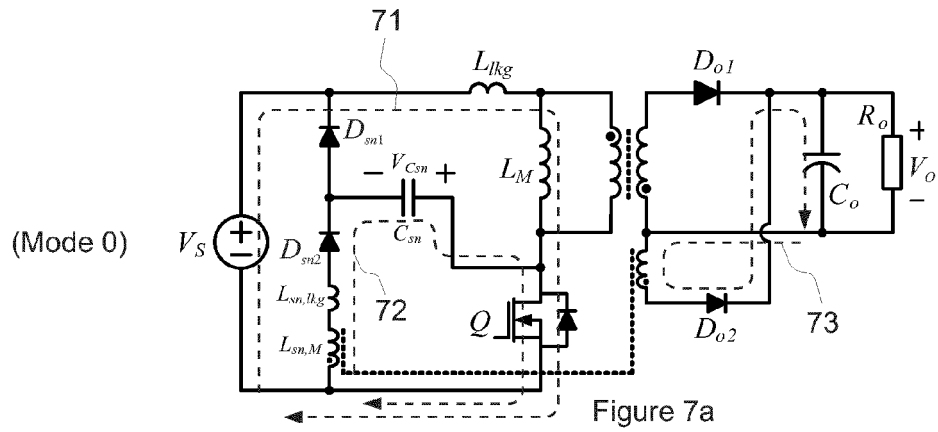 71
L_lkg
D_o1
D_sn1
R_o
+
− V_Csn +
L_M
V_O
C_o
−
(Mode 0)
V_S
+
−
C_sn
D_sn2
L_sn,lkg
72
Q
73
D_o2
L_sn,M
Figure 7a